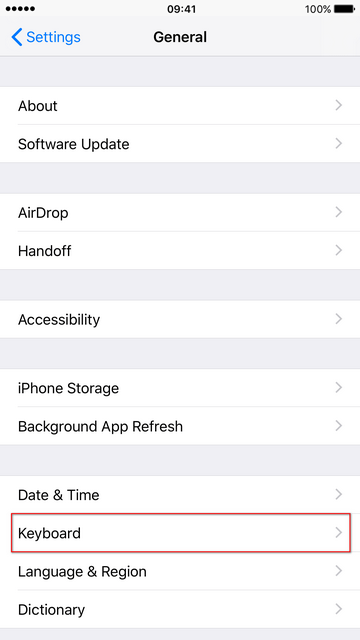 09:41
100%
Settings
General
About
Software Update
AirDrop
Handoff
Accessibility
iPhone Storage
Background App Refresh
Date & Time
Keyboard
Language & Region
Dictionary